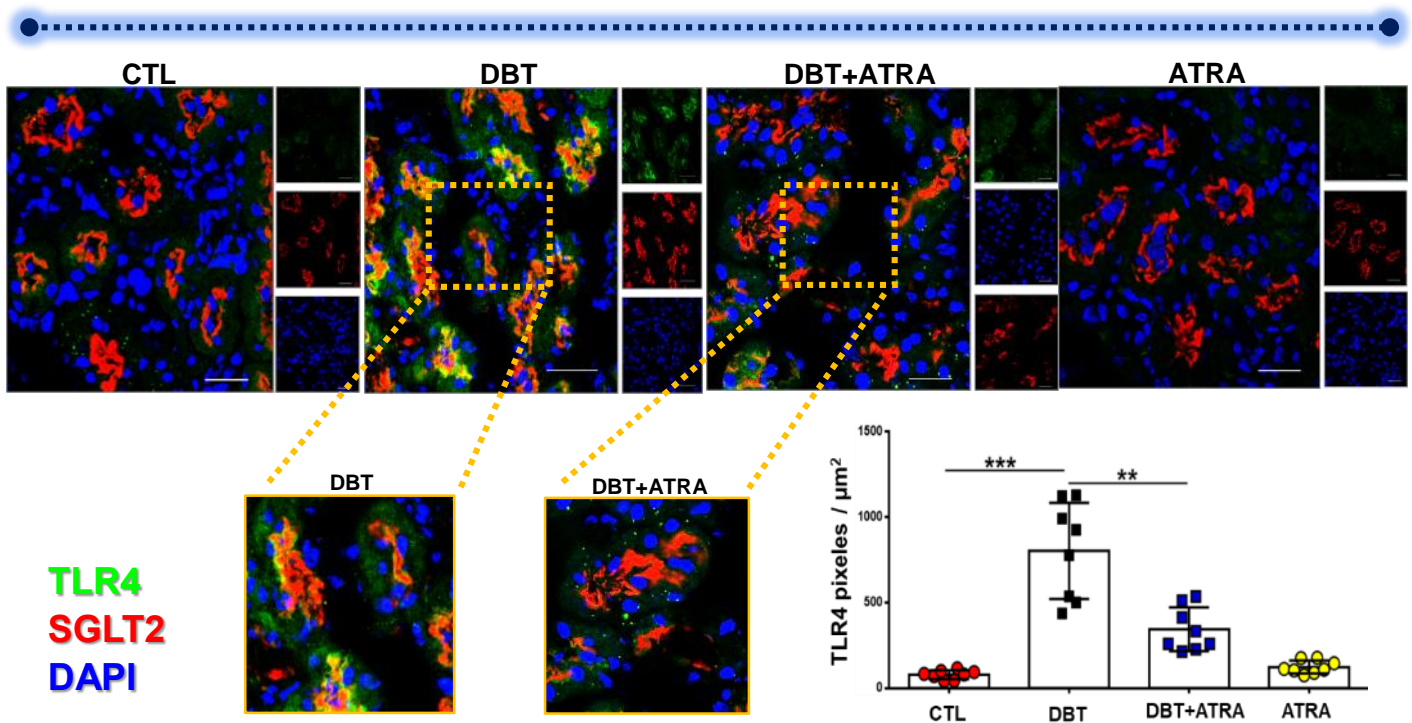 CTL
DBT
DBT+ATRA
ATRA
DBT
DBT+ATRA
TLR4
SGLT2
DAPI
TLR4 pixeles / μm²
1500
1000
500
0
***
**
CTL
DBT
DBT+ATRA
ATRA